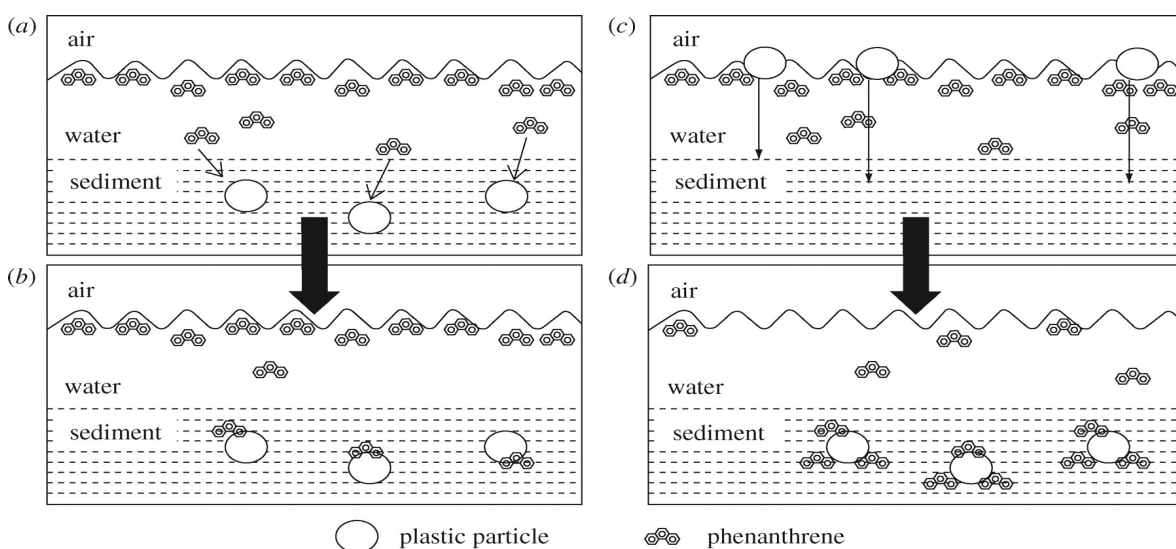 (a)
air
water
sediment
(b)
air
water
sediment
(c)
air
water
sediment
(d)
air
water
sediment
plastic particle
phenanthrene